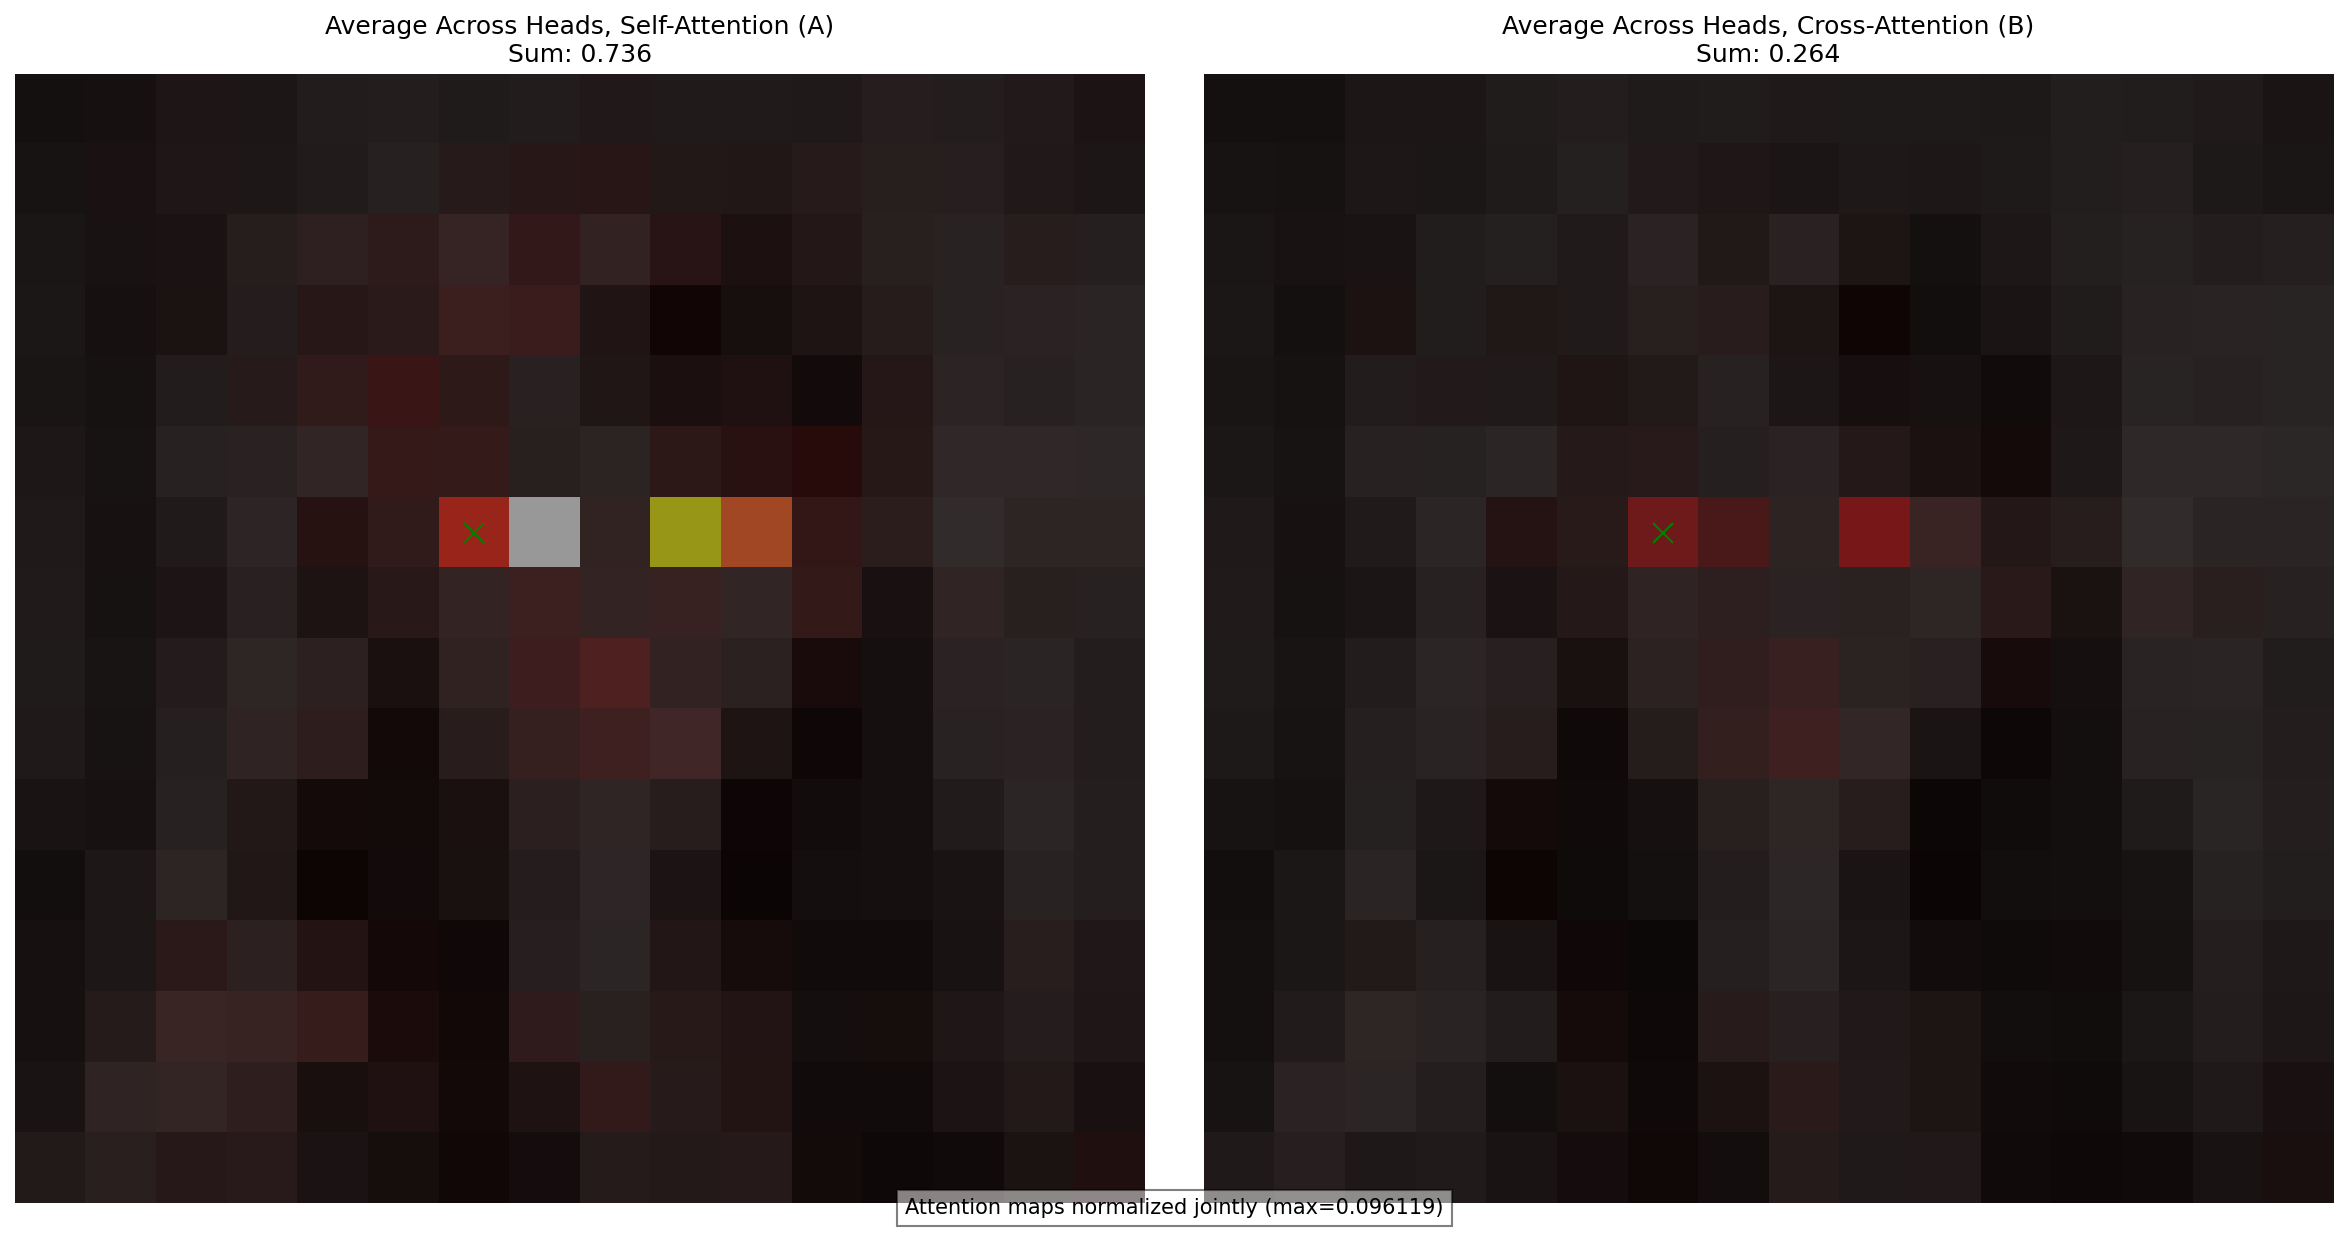 Average Across Heads, Self-Attention (A)
Sum: 0.736
Average Across Heads, Cross-Attention (B)
Sum: 0.264
Attention maps normalized jointly (max=0.096119)